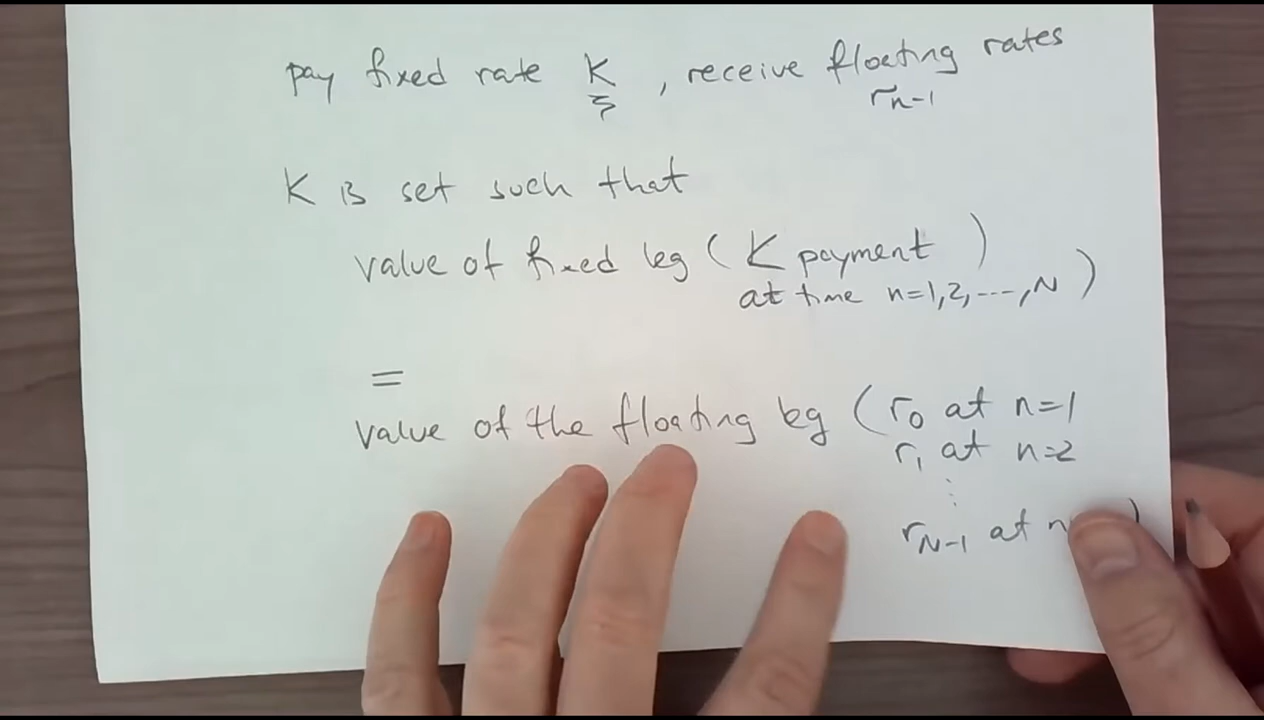 pay fixed rate K , receive floating rates
r_{n-1}
K is set such that
value of fixed leg ( K payment )
at time n=1,2,...,N )
=
value of the floating leg ( r_0 at n=1
r_1 at n=2
⋮
r_{N-1} at n )